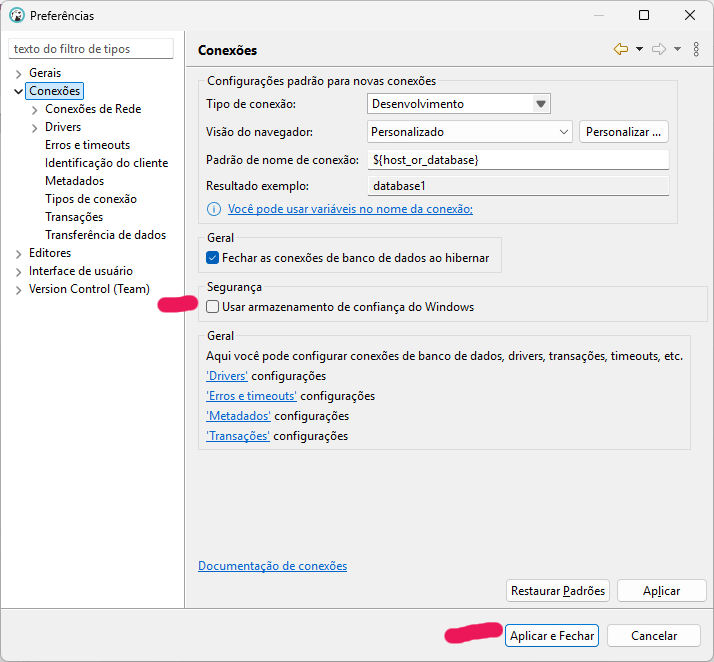 Preferências
texto do filtro de tipos
Gerais
Conexões
Conexões de Rede
Drivers
Erros e timeouts
Identificação do cliente
Metadados
Tipos de conexão
Transações
Transferência de dados
Editores
Interface de usuário
Version Control (Team)
Conexões
Configurações padrão para novas conexões
Tipo de conexão: Desenvolvimento
Visão do navegador: Personalizado Personalizar ...
Padrão de nome de conexão: ${host_or_database}
Resultado exemplo: database1
Você pode usar variáveis no nome da conexão:
Geral
Fechar as conexões de banco de dados ao hibernar
Segurança
Usar armazenamento de confiança do Windows
Geral
Aqui você pode configurar conexões de banco de dados, drivers, transações, timeouts, etc.
'Drivers' configurações
'Erros e timeouts' configurações
'Metadados' configurações
'Transações' configurações
Documentação de conexões
Restaurar Padrões Aplicar
Aplicar e Fechar Cancelar